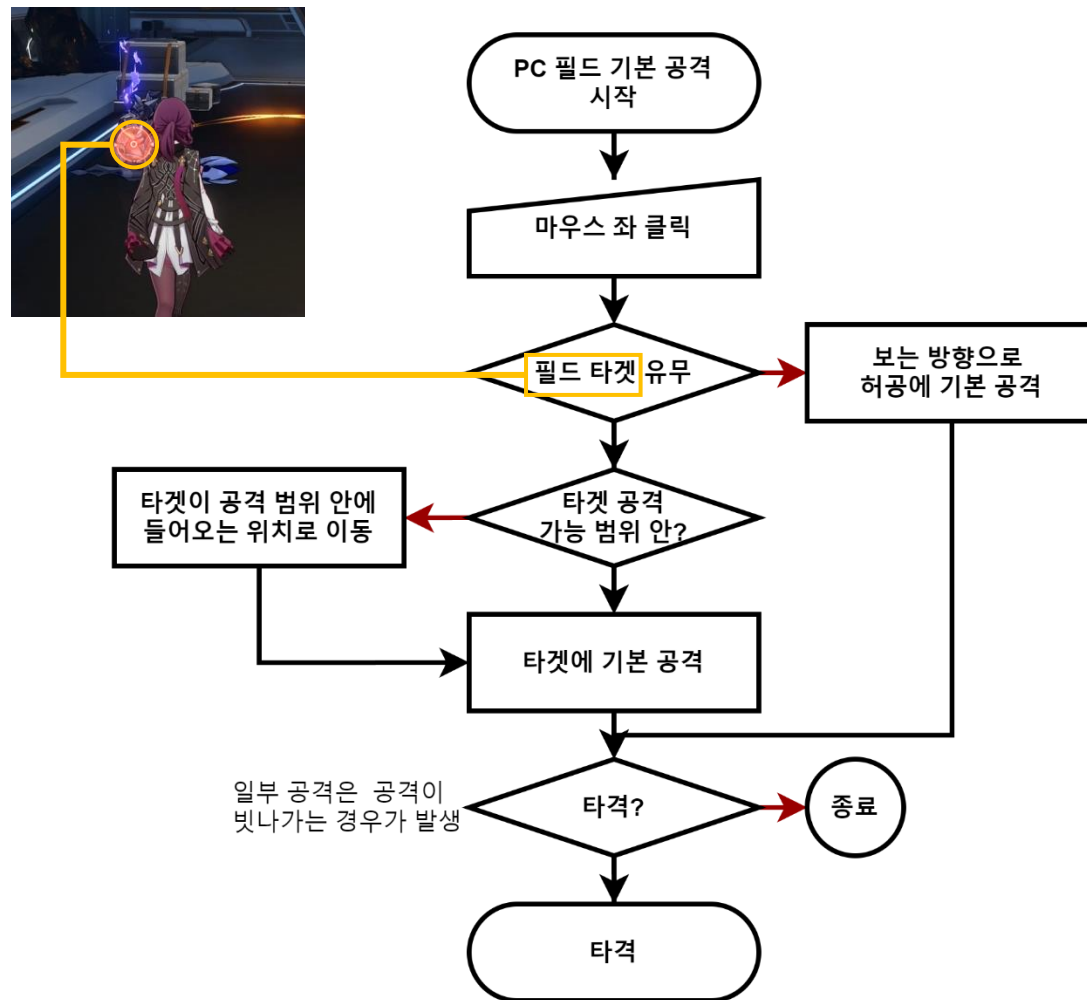 PC 필드 기본 공격
시작
마우스 좌 클릭
필드 타겟 유무
보는 방향으로
허공에 기본 공격
타겟 공격
가능 범위 안?
타겟이 공격 범위 안에
들어오는 위치로 이동
타겟에 기본 공격
일부 공격은  공격이
빗나가는 경우가 발생
타격?
종료
타격